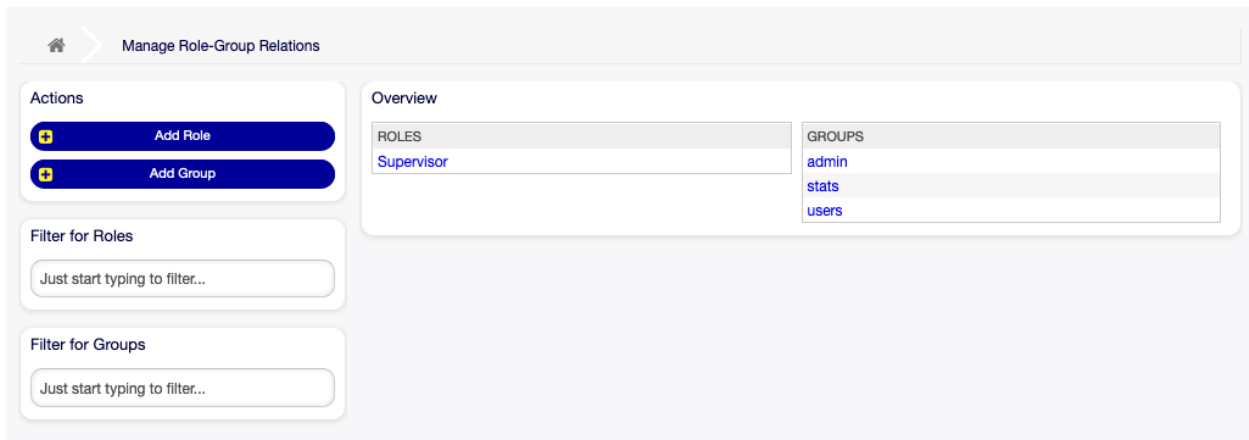 Manage Role-Group Relations
Actions
Add Role
Add Group
Filter for Roles
Just start typing to filter...
Filter for Groups
Just start typing to filter...
Overview
ROLES
Supervisor
GROUPS
admin
stats
users